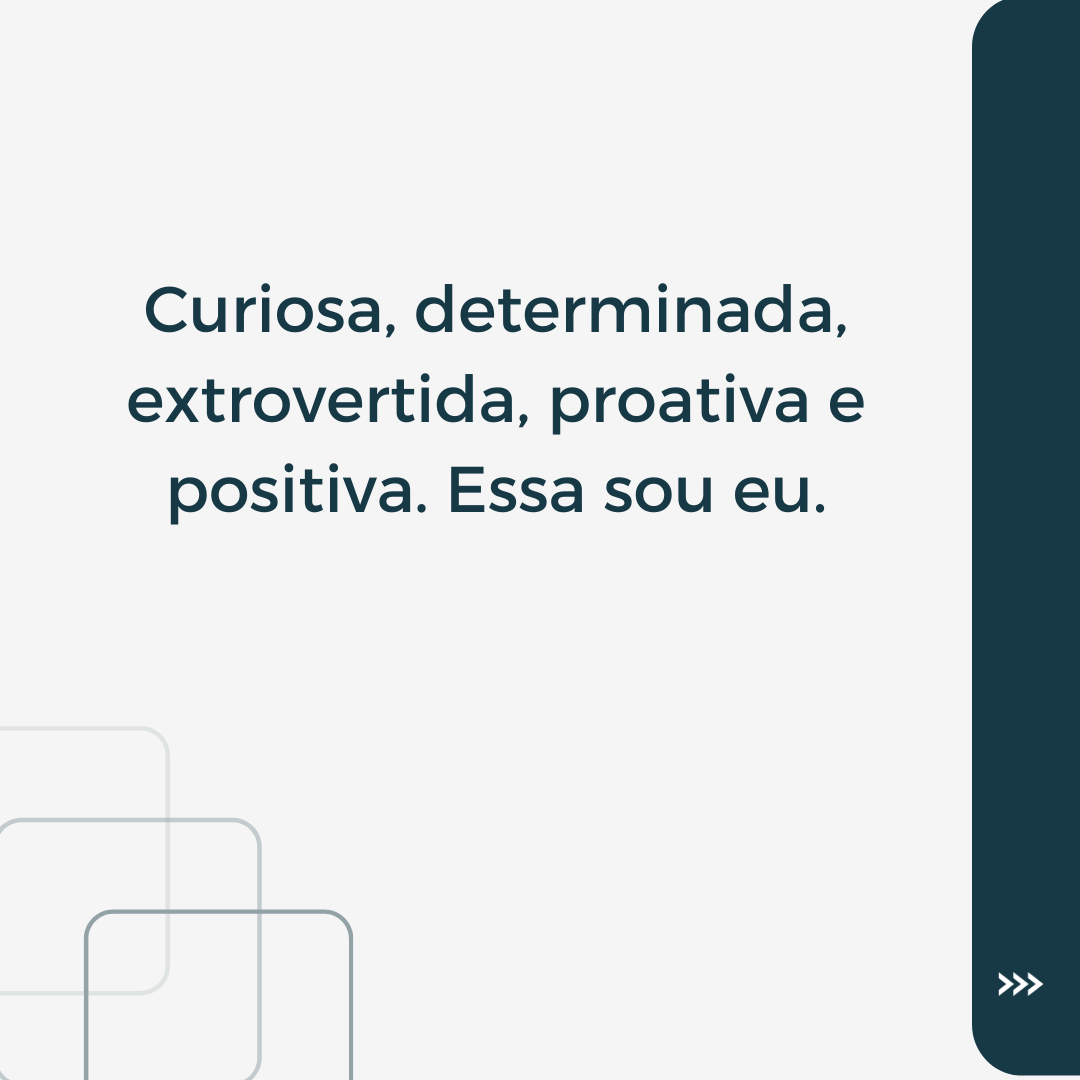 Curiosa, determinada,
extrovertida, proativa e
positiva. Essa sou eu.